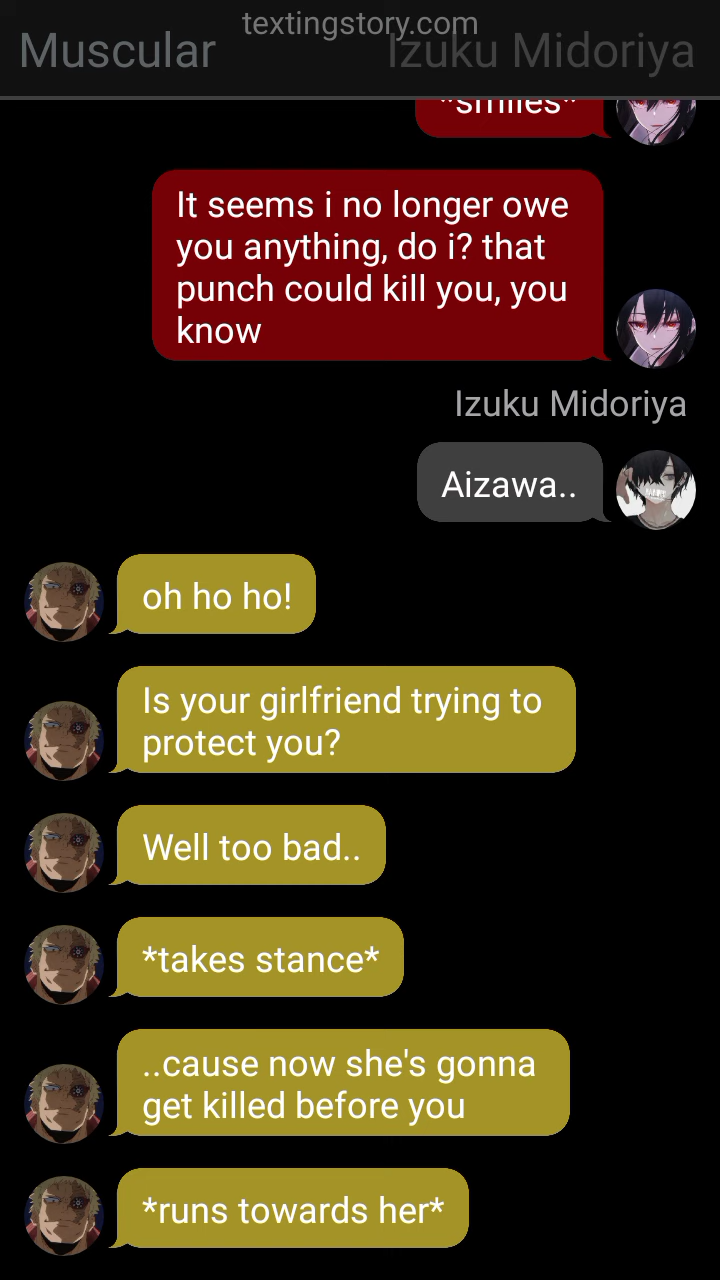 textingstory.com
Muscular
Izuku Midoriya
*smiles*
It seems i no longer owe
you anything, do i? that
punch could kill you, you
know
Izuku Midoriya
Aizawa..
oh ho ho!
Is your girlfriend trying to
protect you?
Well too bad..
*takes stance*
..cause now she's gonna
get killed before you
*runs towards her*